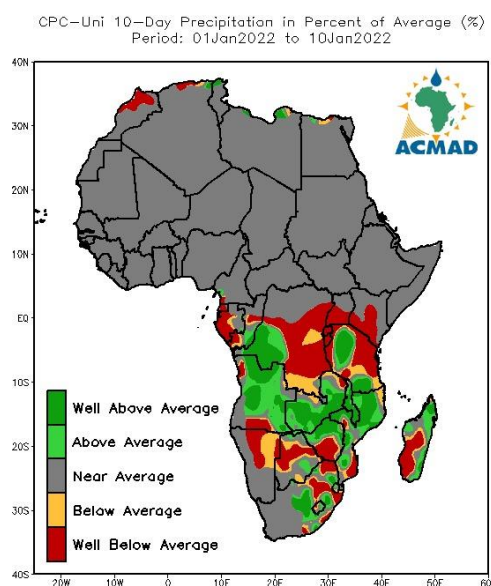 CPC-Uni 10-Day Precipitation in Percent of Average (%)
Period: 01Jan2022 to 10Jan2022
40N
ACMAD
30N
20N
10N
EQ
10S
Well Above Average
Above Average
20S
Near Average
Below Average
30S
Well Below Average
40S
20W 10W 0 10E 20E 30E 40E 50E 60E